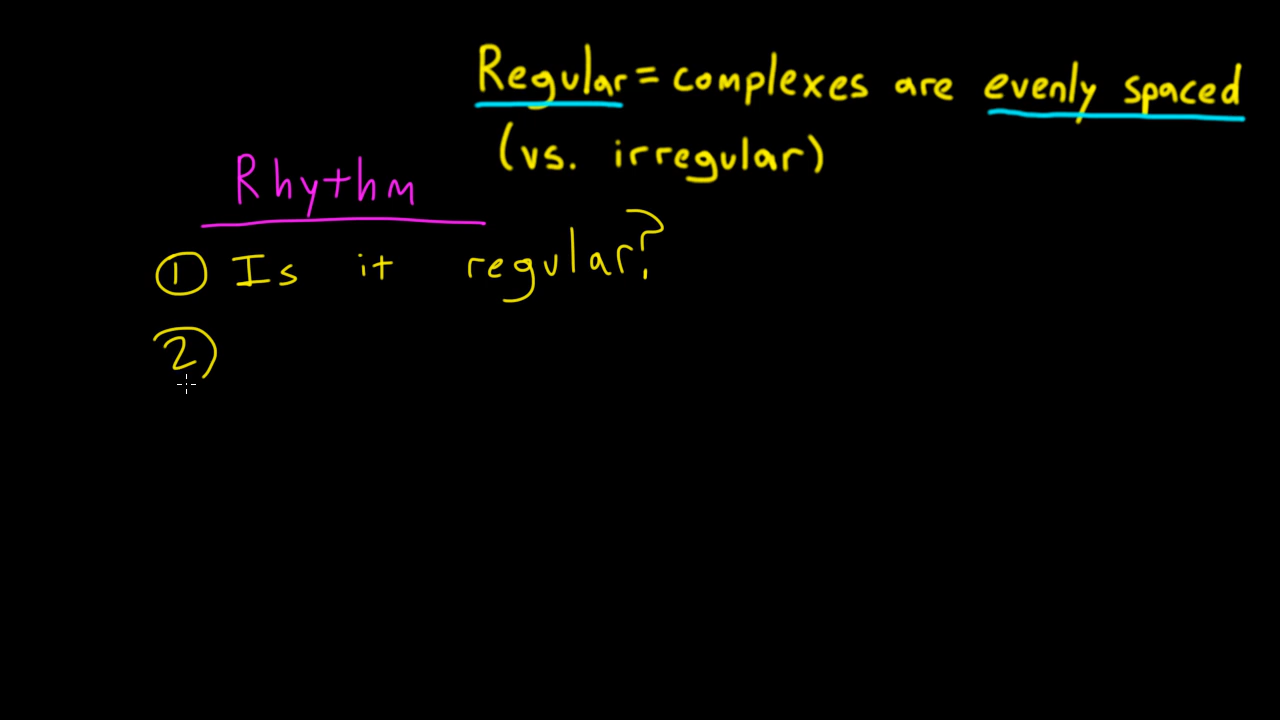 Regular = complexes are evenly spaced
(vs. irregular)
Rhythm
① Is it regular?
2)